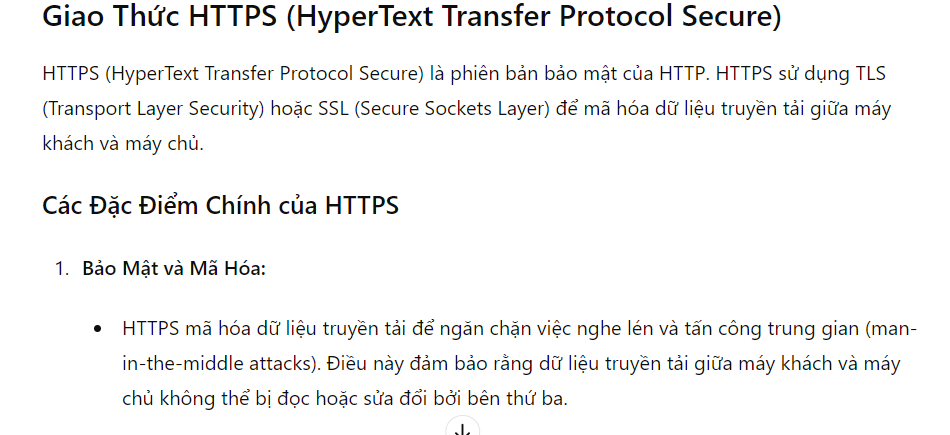 Giao Thức HTTPS (HyperText Transfer Protocol Secure)
HTTPS (HyperText Transfer Protocol Secure) là phiên bản bảo mật của HTTP. HTTPS sử dụng TLS
(Transport Layer Security) hoặc SSL (Secure Sockets Layer) để mã hóa dữ liệu truyền tải giữa máy
khách và máy chủ.
Các Đặc Điểm Chính của HTTPS
1. Bảo Mật và Mã Hóa:
• HTTPS mã hóa dữ liệu truyền tải để ngăn chặn việc nghe lén và tấn công trung gian (man-
in-the-middle attacks). Điều này đảm bảo rằng dữ liệu truyền tải giữa máy khách và máy
chủ không thể bị đọc hoặc sửa đổi bởi bên thứ ba.